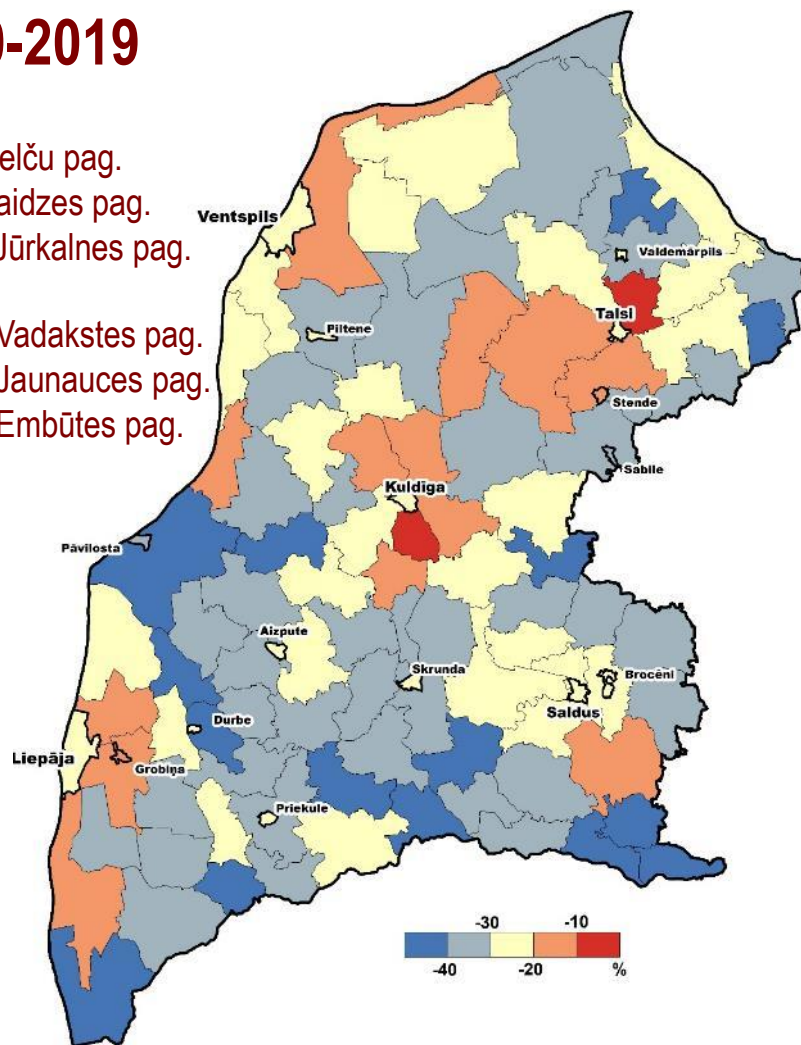 0-2019
elču pag.
aidzes pag.
Jūrkalnes pag.
Vadakstes pag.
Jaunauces pag.
Embūtes pag.
Ventspils
Valdemārpils
Talsi
Piltene
Stende
Sabile
Kuldīga
Pāvilosta
Aizpute
Skrunda
Brocēni
Saldus
Durbe
Liepāja
Grobiņa
Priekule
-30 -10
-40 -20 %